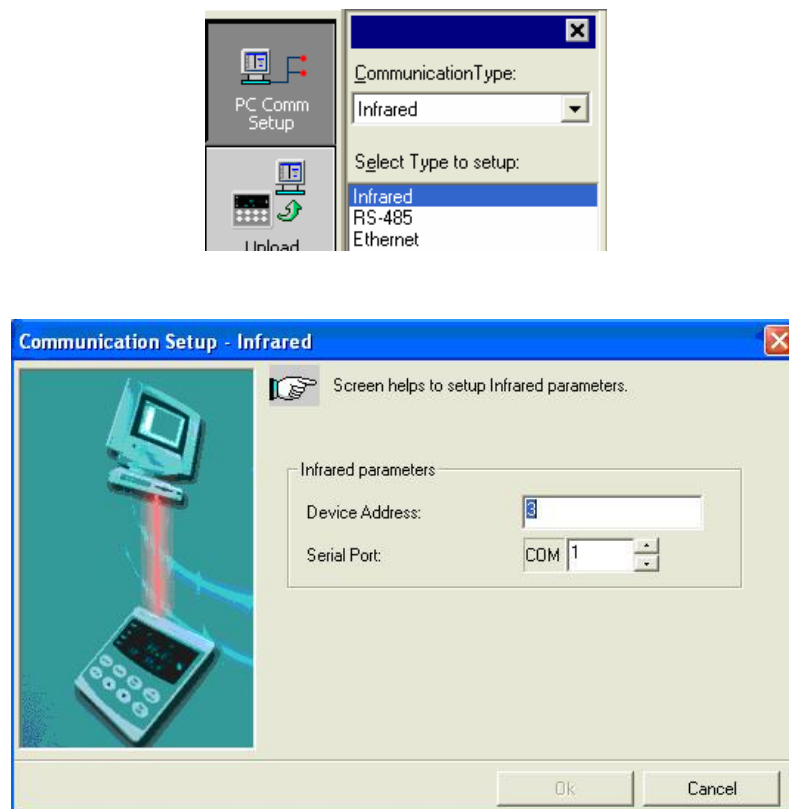 CommunicationType:
PC Comm
Setup
Infrared
Select Type to setup:
Infrared
RS-485
Ethernet
Upload
Communication Setup - Infrared
Screen helps to setup Infrared parameters.
Infrared parameters
Device Address: 3
Serial Port: COM 1
Ok Cancel